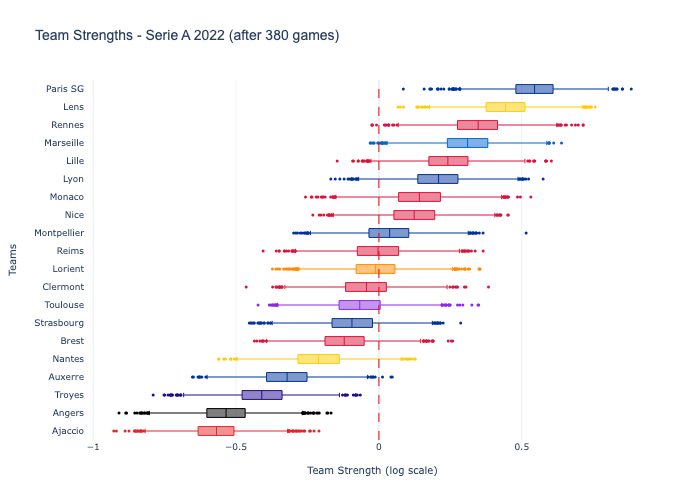 Team Strengths - Serie A 2022 (after 380 games)
Paris SG
Lens
Rennes
Marseille
Lille
Lyon
Monaco
Nice
Montpellier
Reims
Lorient
Clermont
Toulouse
Strasbourg
Brest
Nantes
Auxerre
Troyes
Angers
Ajaccio
Teams
−1
−0.5
0
0.5
Team Strength (log scale)